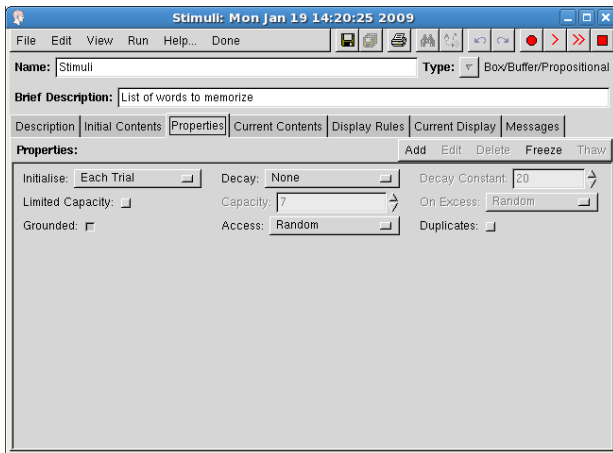 Stimuli: Mon Jan 19 14:20:25 2009
File Edit View Run Help... Done
Name: Stimuli Type: Box/Buffer/Propositional
Brief Description: List of words to memorize
Description Initial Contents Properties Current Contents Display Rules Current Display Messages
Properties: Add Edit Delete Freeze Thaw
Initialise: Each Trial Decay: None Decay Constant: 20
Limited Capacity: Capacity: 7 On Excess: Random
Grounded: Access: Random Duplicates: